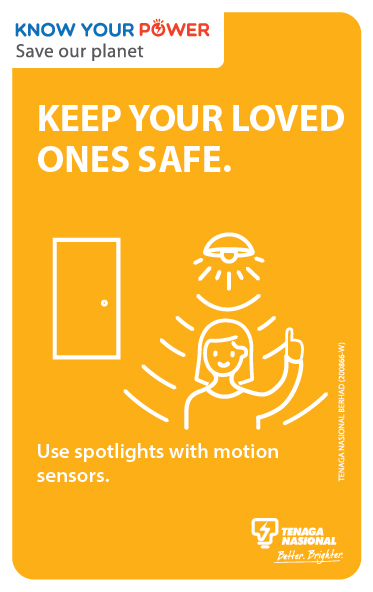 KNOW YOUR POWER
Save our planet
KEEP YOUR LOVED
ONES SAFE.
Use spotlights with motion
sensors.
TENAGA NASIONAL BERHAD (200866-W)
TENAGA
NASIONAL
Better. Brighter.